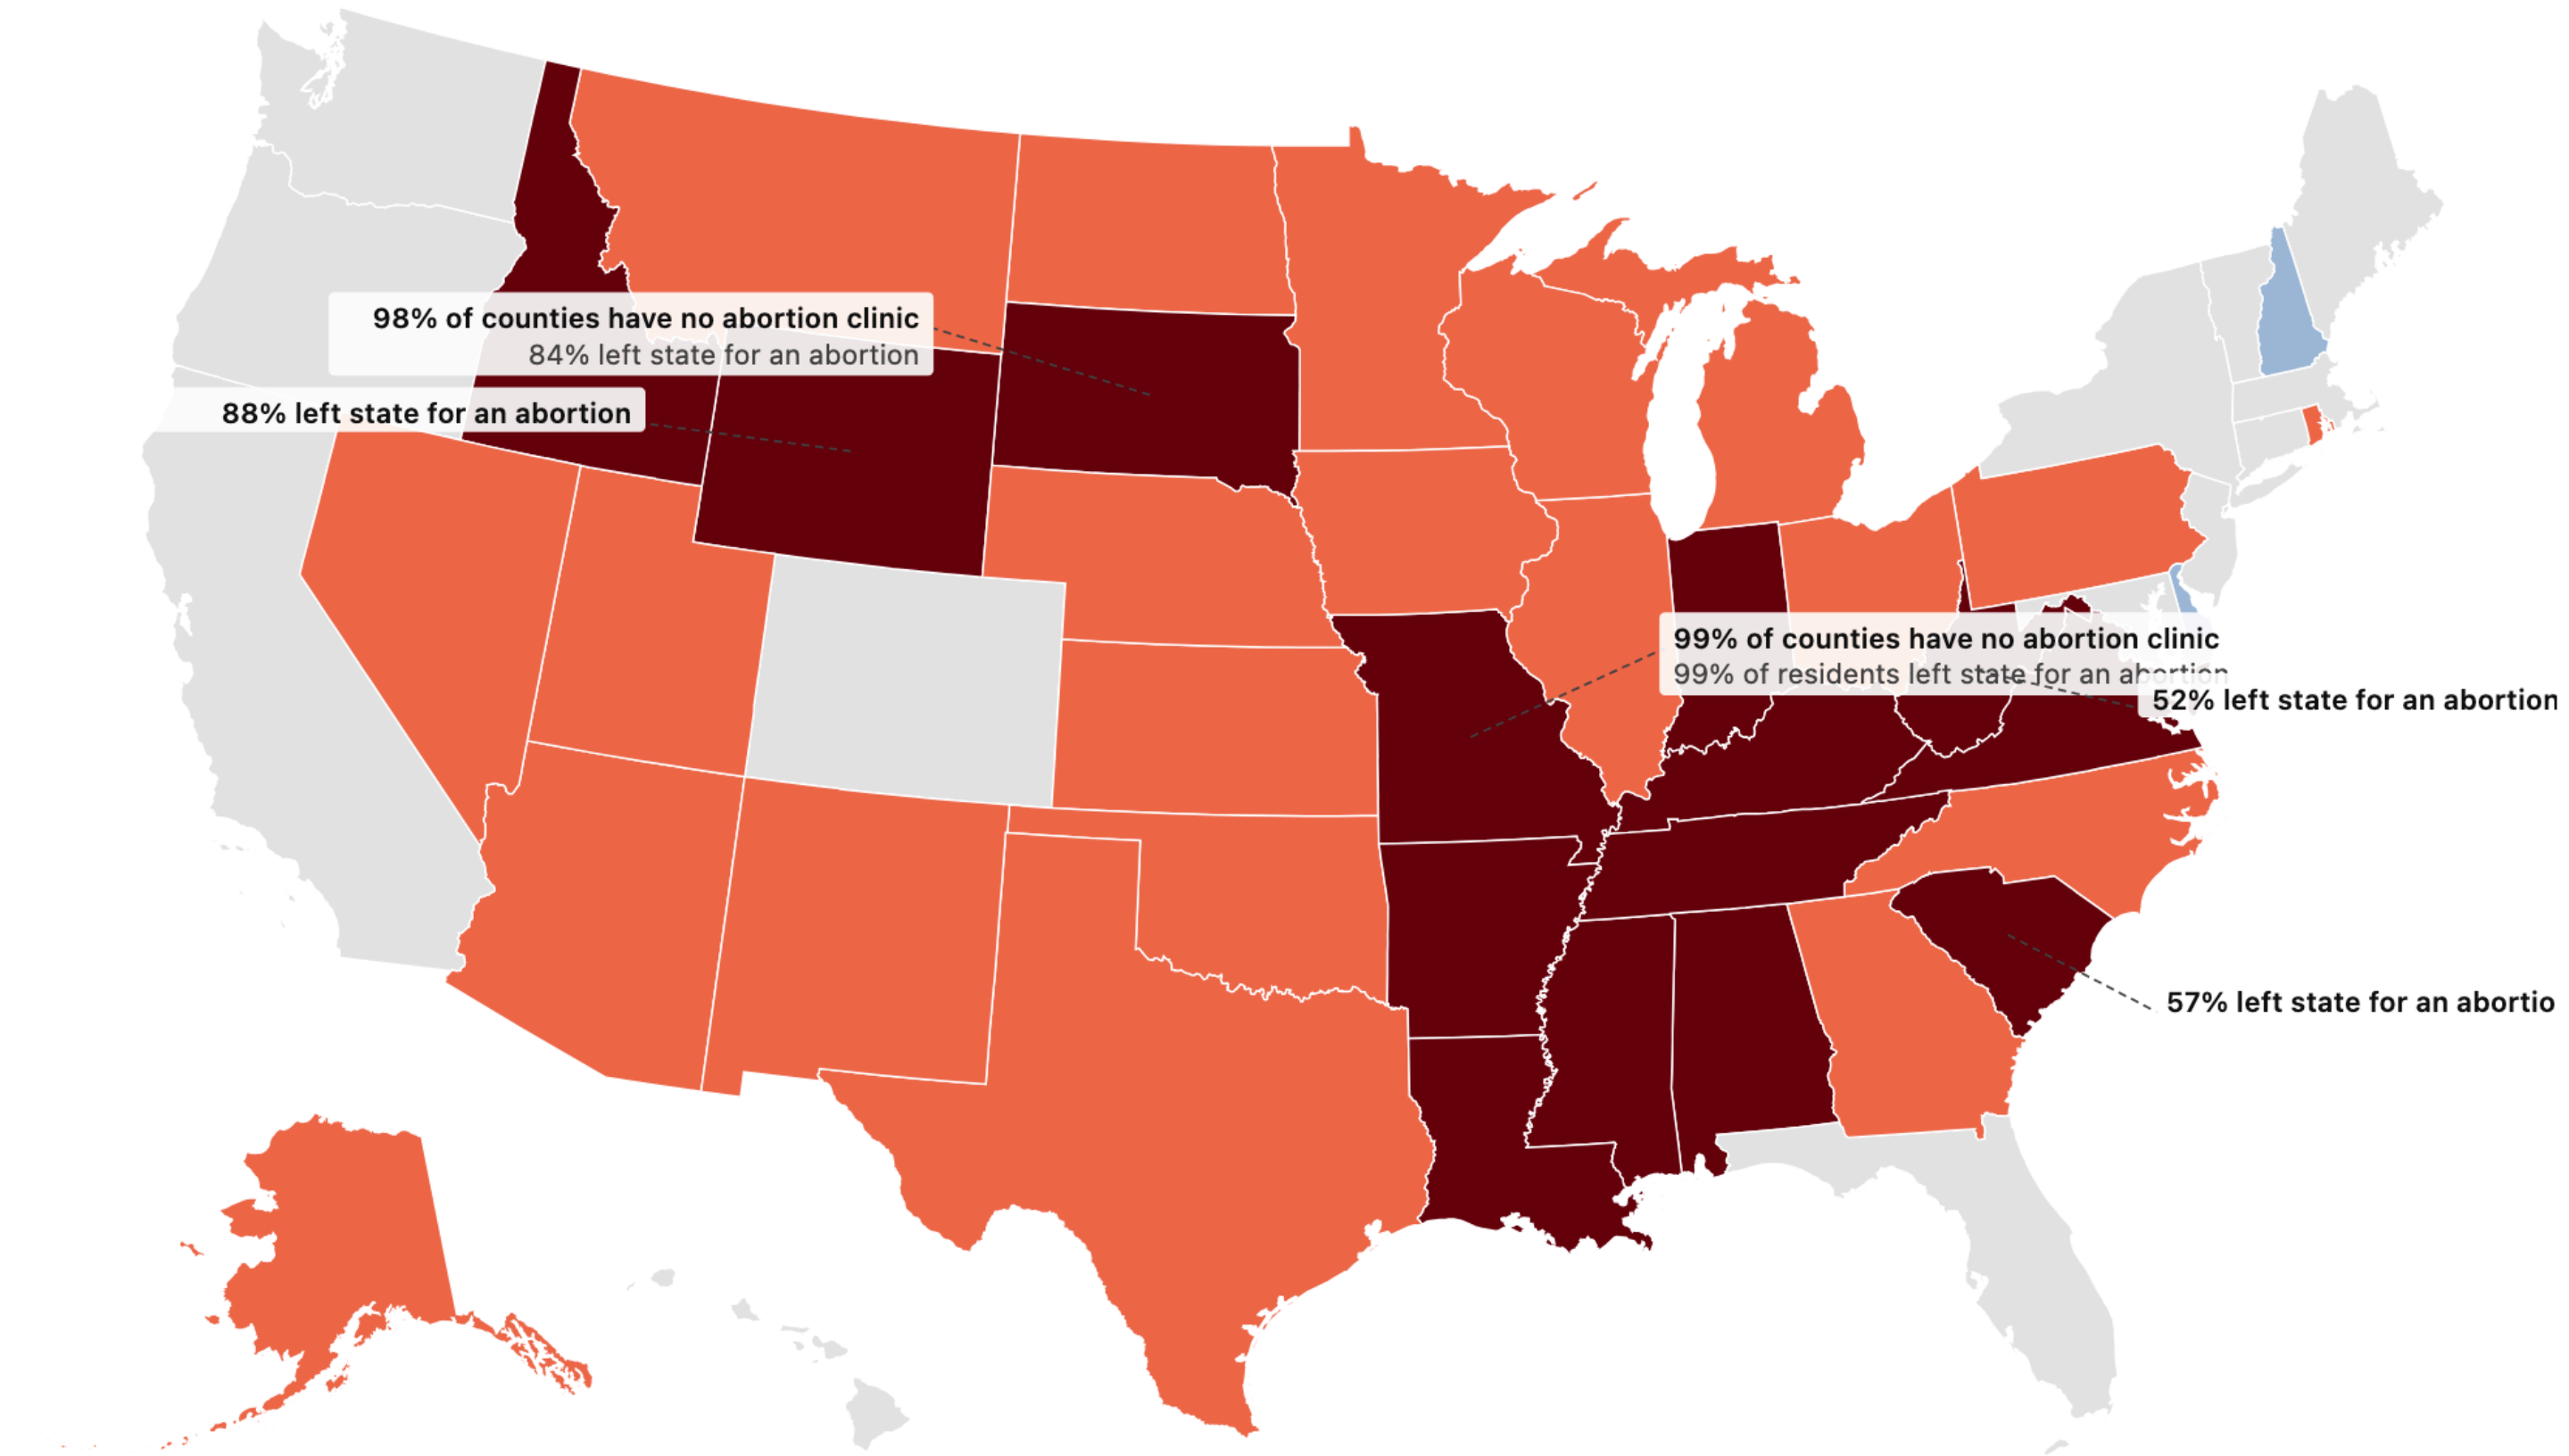 98% of counties have no abortion clinic
84% left state for an abortion
88% left state for an abortion
99% of counties have no abortion clinic
99% of residents left state for an abortion
52% left state for an abortion
57% left state for an abortio